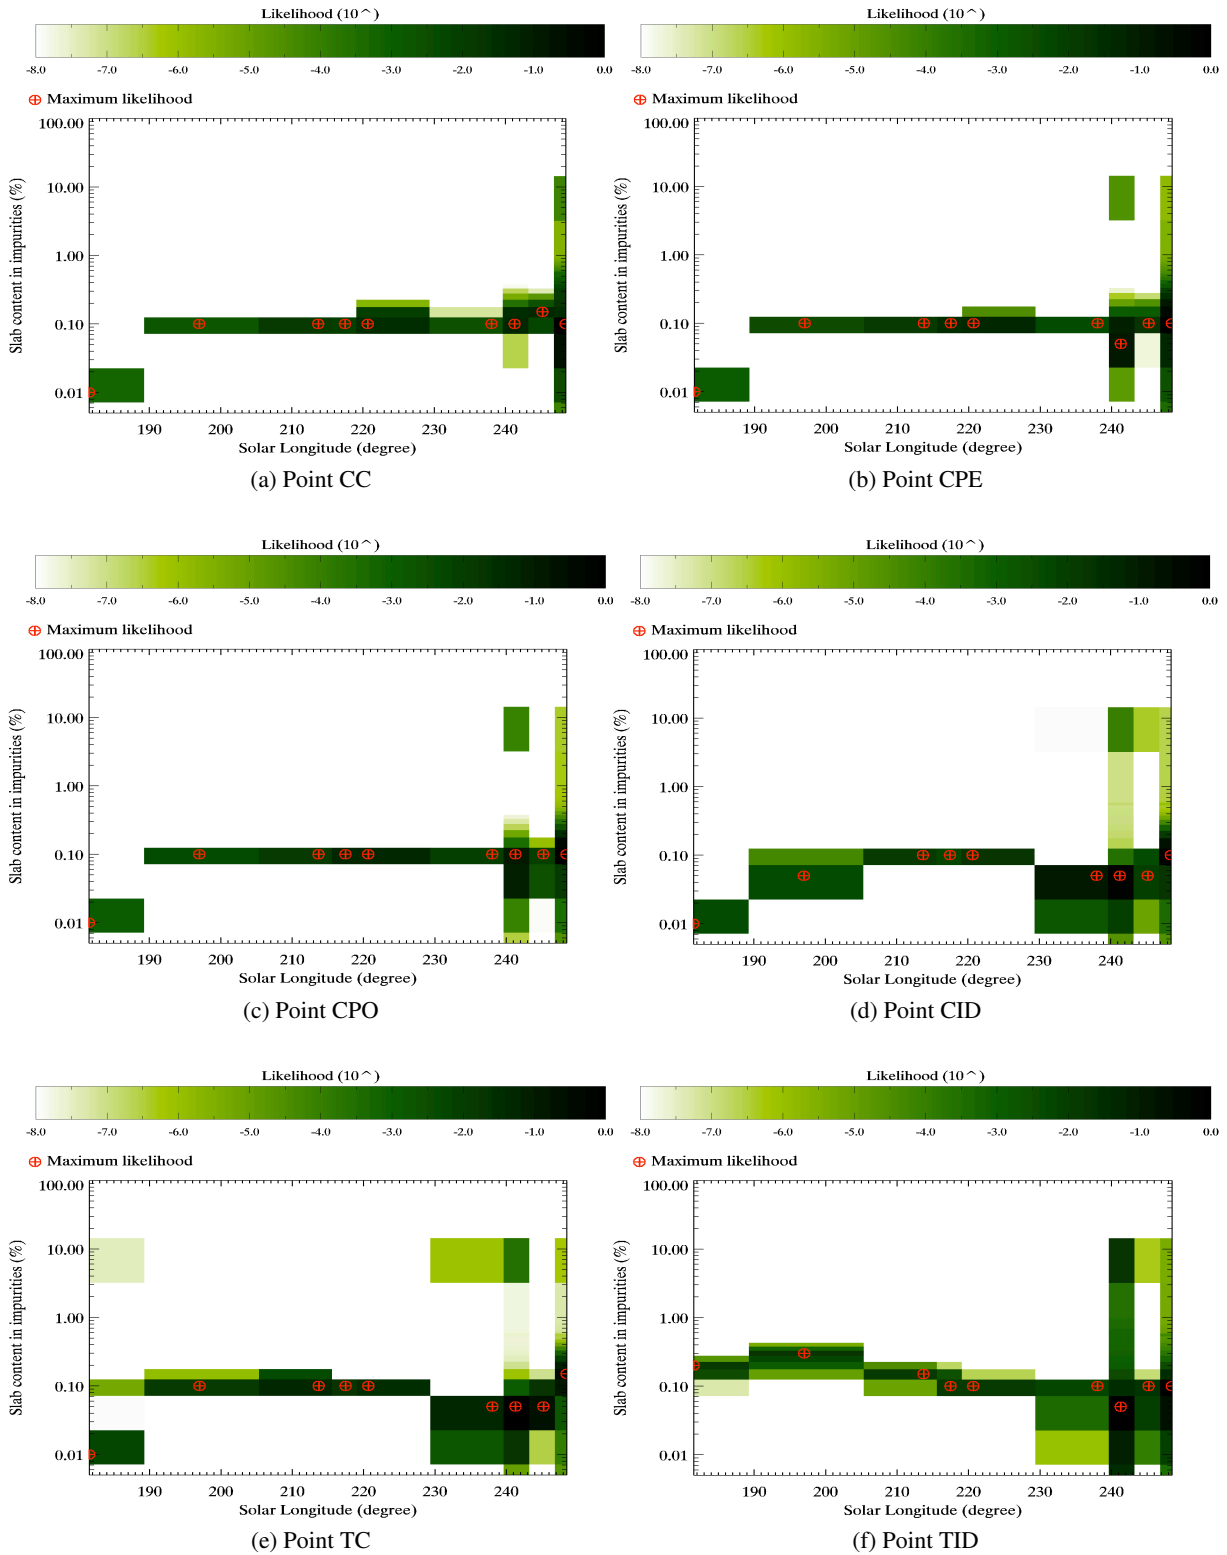 Likelihood (10^)
-8.0 -7.0 -6.0 -5.0 -4.0 -3.0 -2.0 -1.0 0.0
Maximum likelihood
100.00
10.00
1.00
0.10
0.01
Slab content in impurities (%)
190 200 210 220 230 240
Solar Longitude (degree)
(a) Point CC
Likelihood (10^)
-8.0 -7.0 -6.0 -5.0 -4.0 -3.0 -2.0 -1.0 0.0
Maximum likelihood
100.00
10.00
1.00
0.10
0.01
Slab content in impurities (%)
190 200 210 220 230 240
Solar Longitude (degree)
(b) Point CPE
Likelihood (10^)
-8.0 -7.0 -6.0 -5.0 -4.0 -3.0 -2.0 -1.0 0.0
Maximum likelihood
100.00
10.00
1.00
0.10
0.01
Slab content in impurities (%)
190 200 210 220 230 240
Solar Longitude (degree)
(c) Point CPO
Likelihood (10^)
-8.0 -7.0 -6.0 -5.0 -4.0 -3.0 -2.0 -1.0 0.0
Maximum likelihood
100.00
10.00
1.00
0.10
0.01
Slab content in impurities (%)
190 200 210 220 230 240
Solar Longitude (degree)
(d) Point CID
Likelihood (10^)
-8.0 -7.0 -6.0 -5.0 -4.0 -3.0 -2.0 -1.0 0.0
Maximum likelihood
100.00
10.00
1.00
0.10
0.01
Slab content in impurities (%)
190 200 210 220 230 240
Solar Longitude (degree)
(e) Point TC
Likelihood (10^)
-8.0 -7.0 -6.0 -5.0 -4.0 -3.0 -2.0 -1.0 0.0
Maximum likelihood
100.00
10.00
1.00
0.10
0.01
Slab content in impurities (%)
190 200 210 220 230 240
Solar Longitude (degree)
(f) Point TID